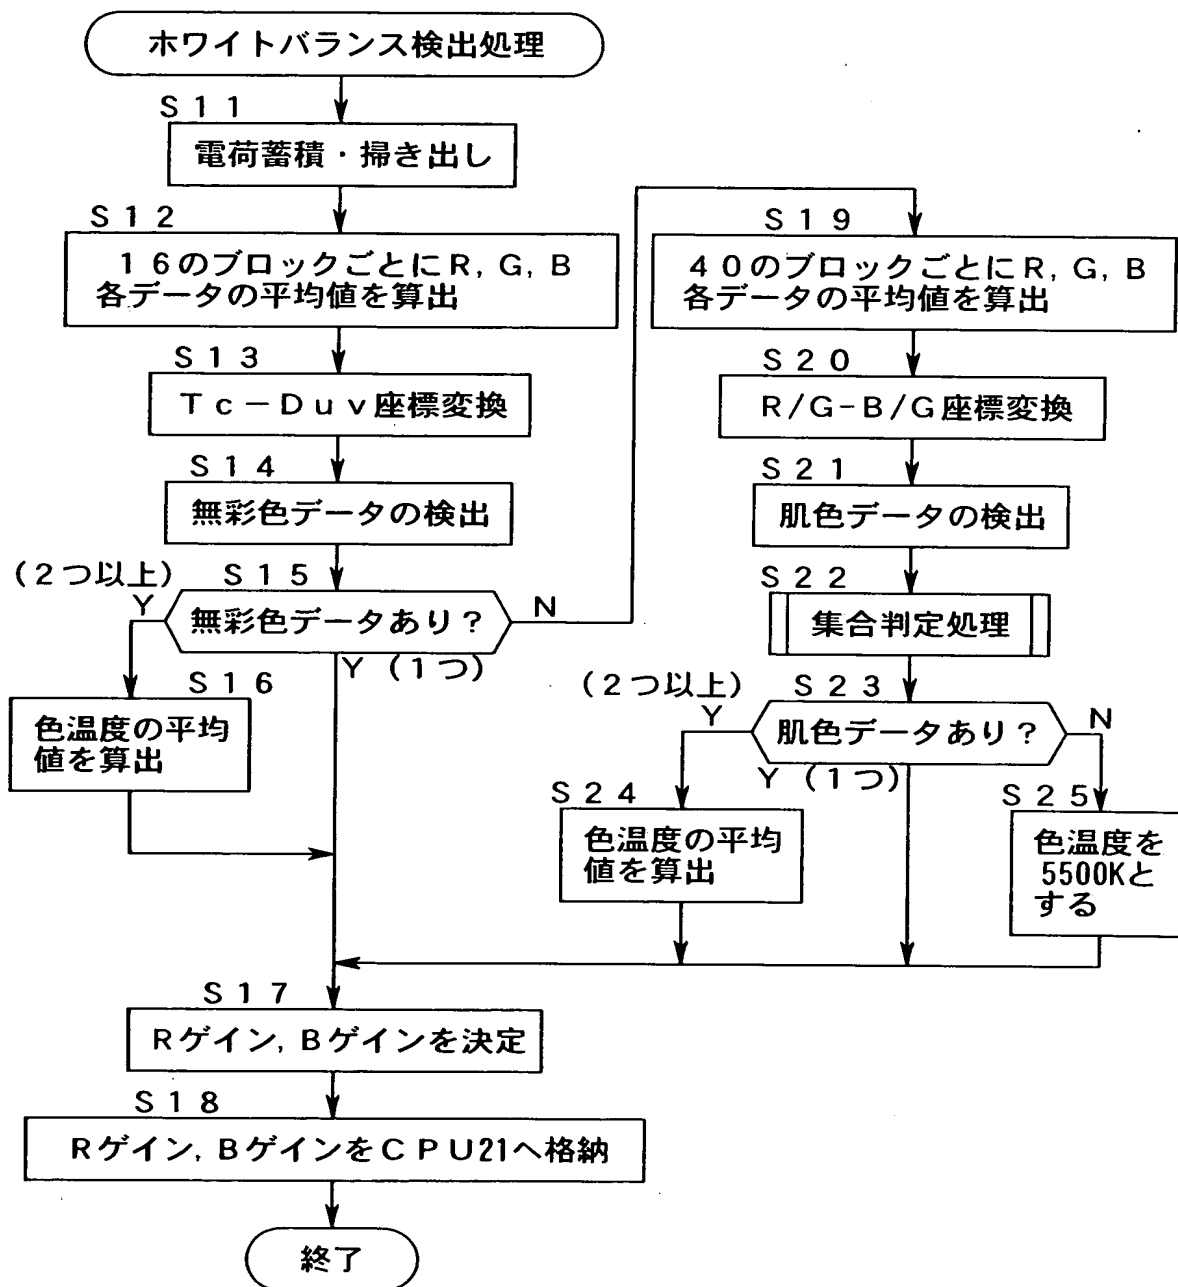 ホワイトバランス検出処理
S11
電荷蓄積・掃き出し
S12
16のブロックごとにR, G, B
各データの平均値を算出
S13
Tc-Duv座標変換
S14
無彩色データの検出
S15
(2つ以上)
Y
無彩色データあり?
N
Y (1つ)
S16
色温度の平均
値を算出
S19
40のブロックごとにR, G, B
各データの平均値を算出
S20
R/G-B/G座標変換
S21
肌色データの検出
S22
集合判定処理
S23
(2つ以上)
Y
肌色データあり?
N
Y (1つ)
S24
色温度の平均
値を算出
S25
色温度を
5500Kと
する
S17
Rゲイン, Bゲインを決定
S18
Rゲイン, BゲインをCPU21へ格納
終了